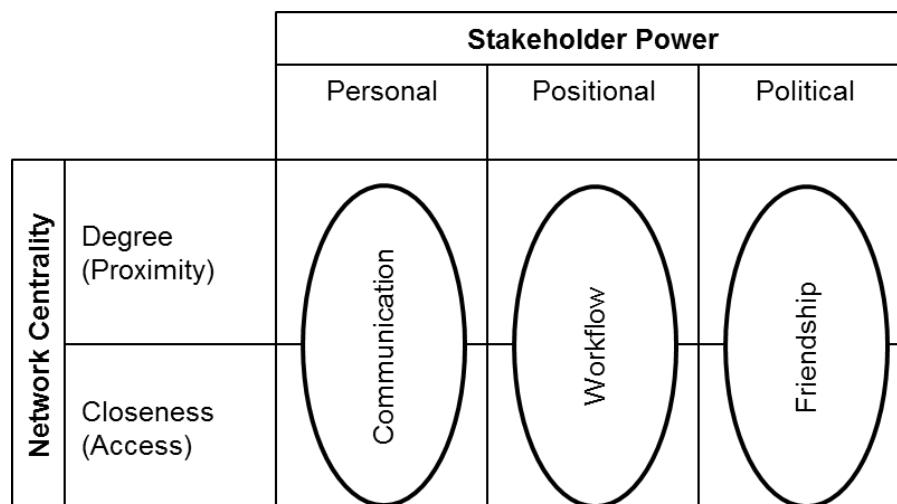 Stakeholder Power
Personal
Positional
Political
Network Centrality
Degree
(Proximity)
Communication
Workflow
Friendship
Closeness
(Access)